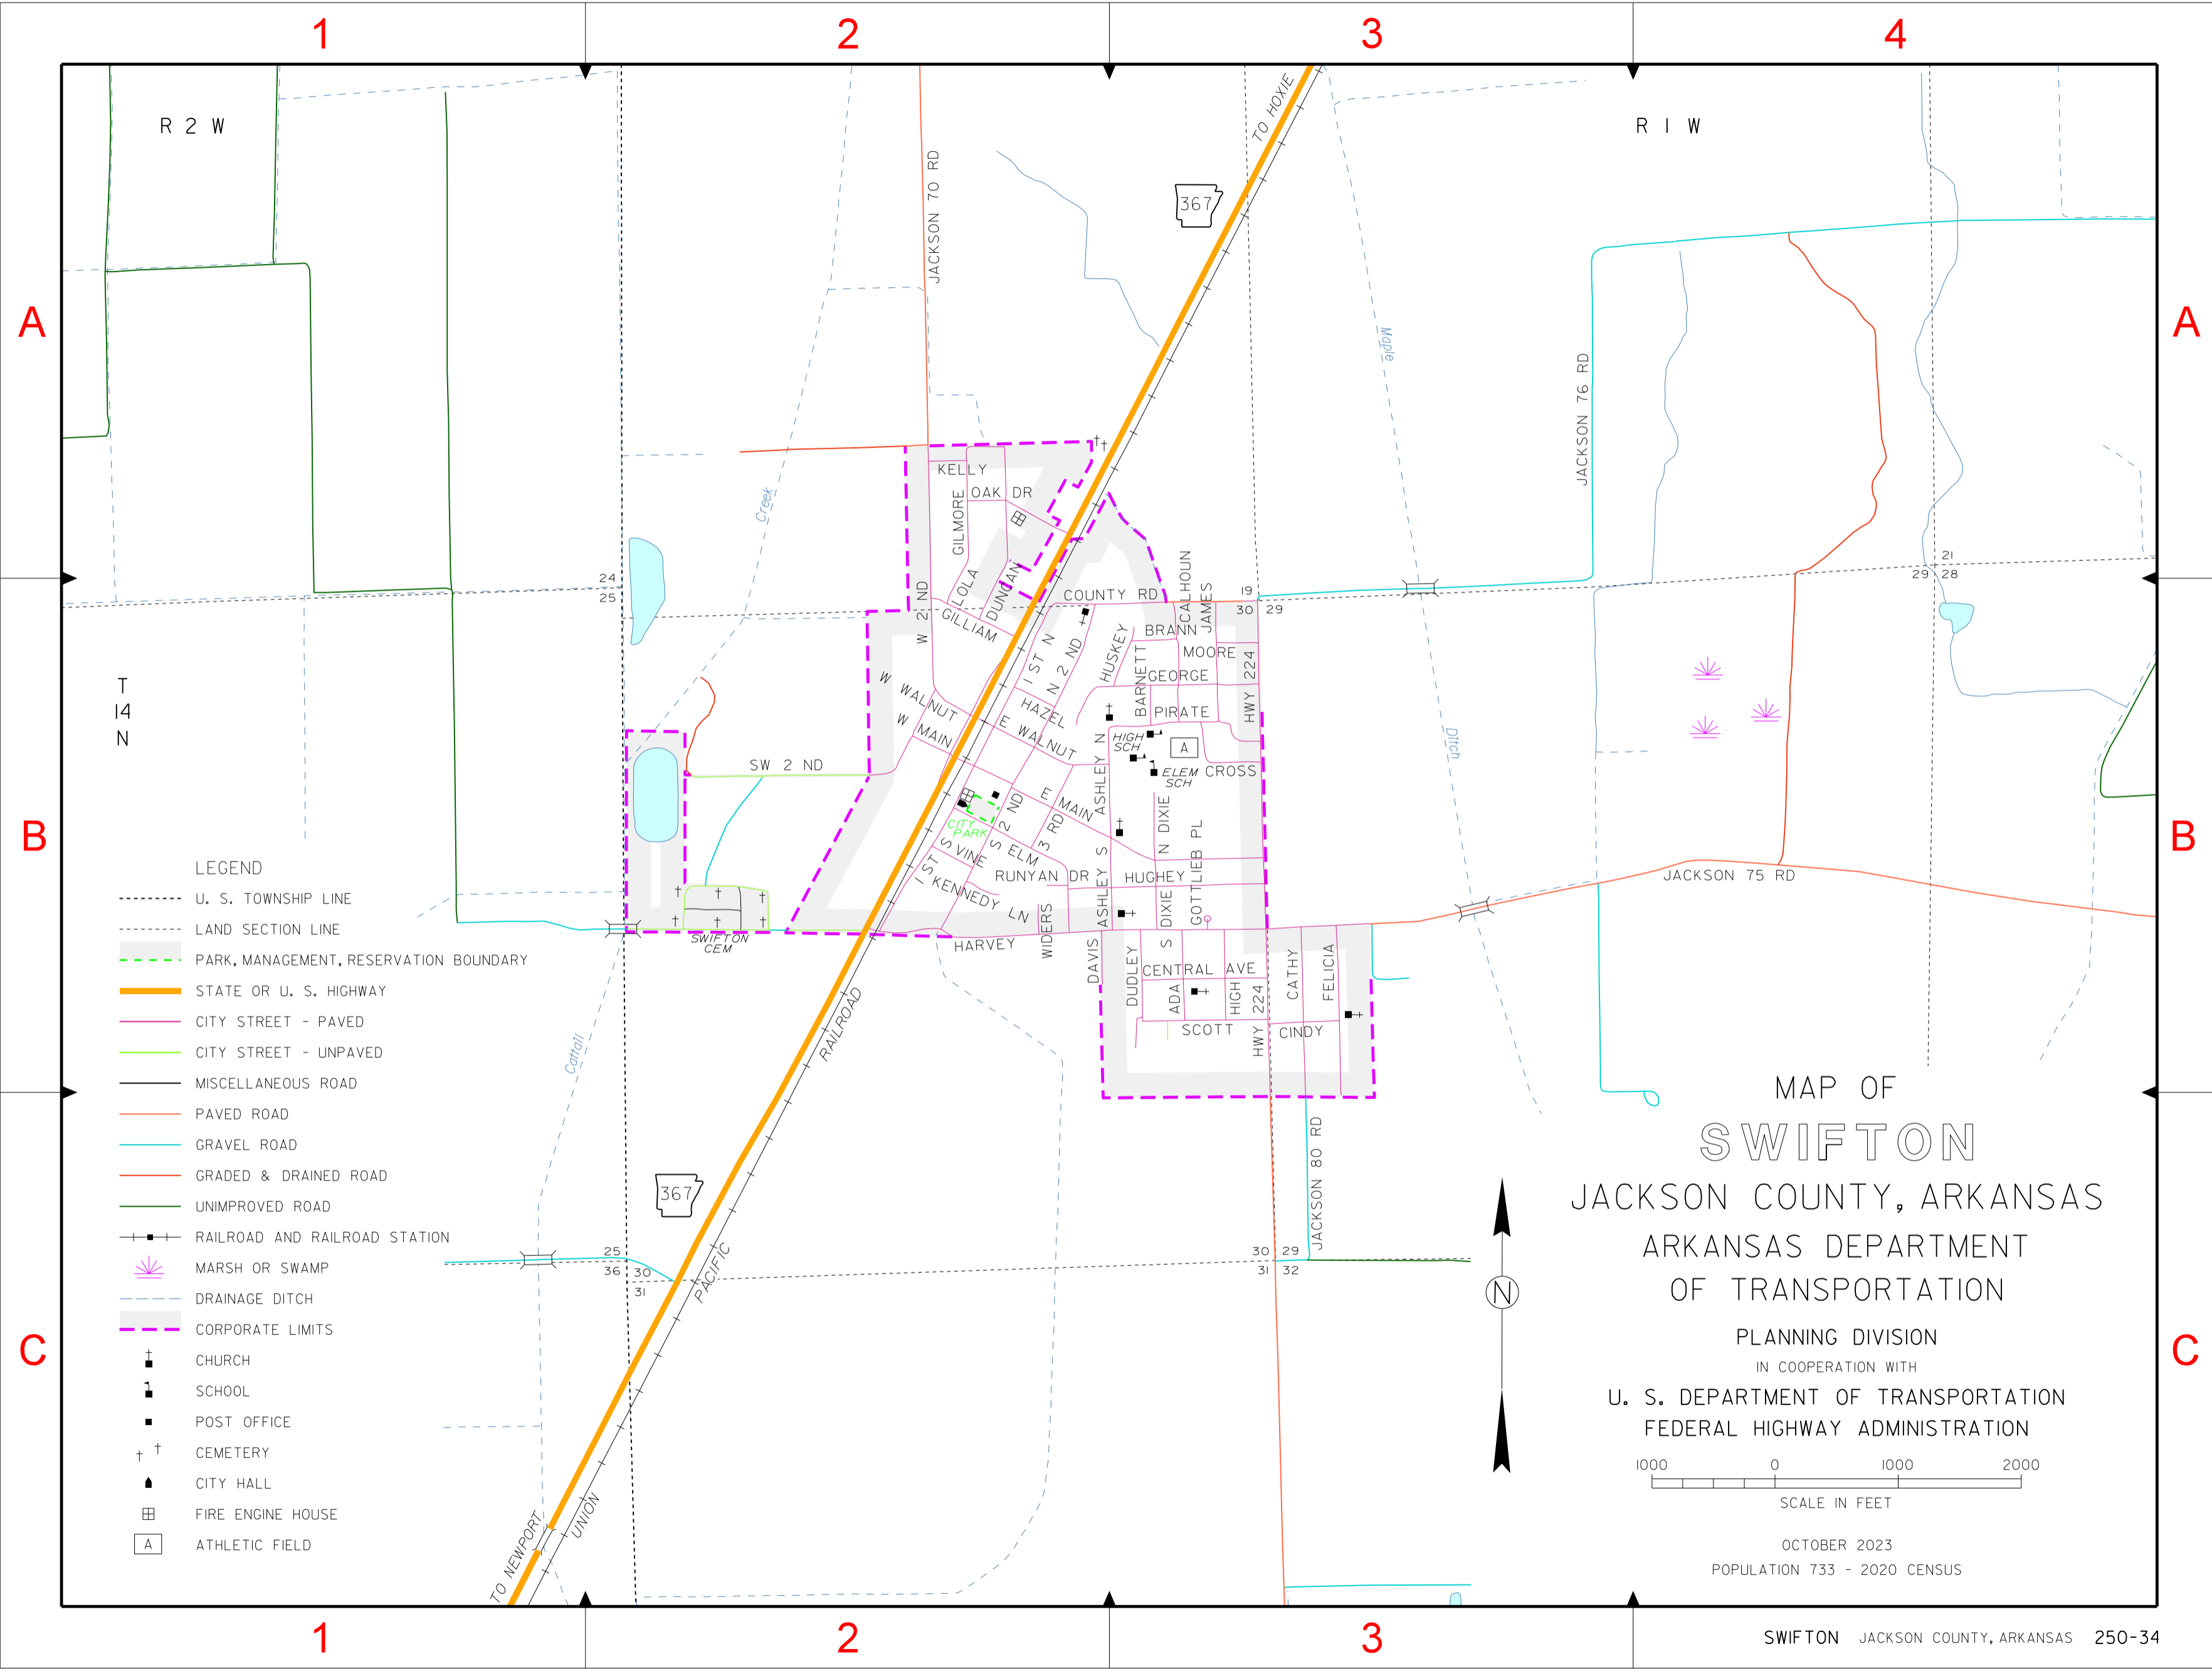 1 2 3 4
R 2 W
R 1 W
TO HOXIE
367
JACKSON 70 RD
A
A
Maple
JACKSON 76 RD
Creek
KELLY
OAK DR
GILMORE
LOLA
DUNCAN
W 2 ND
GILLIAM
COUNTY RD
CALHOUN
JAMES
24
25
19
30 29
21
29 28
1 ST N
N 2 ND
HUSKEY
BRANN
BARNETT
MOORE
GEORGE
HWY 224
T
14
N
W WALNUT
W MAIN
HAZEL
E WALNUT
PIRATE
HIGH
SCH
A
ELEM
SCH
CROSS
Ditch
SW 2 ND
ASHLEY N
CITY
PARK
S 2 ND
E MAIN
3 RD
N DIXIE
GOTTLIEB PL
B
B
1 ST S
VINE
ELM
RUNYAN DR
HUGHEY
KENNEDY LN
WIDERS
ASHLEY S
S DIXIE
JACKSON 75 RD
SWIFTON
CEM
HARVEY
DAVIS
DUDLEY
CENTRAL AVE
ADA
HIGH
HWY 224
CATHY
FELICIA
SCOTT
CINDY
Cattail
RAILROAD
PACIFIC
UNION
TO NEWPORT
367
JACKSON 80 RD
25
36 30
31
30 29
31 32
LEGEND
U. S. TOWNSHIP LINE
LAND SECTION LINE
PARK, MANAGEMENT, RESERVATION BOUNDARY
STATE OR U. S. HIGHWAY
CITY STREET - PAVED
CITY STREET - UNPAVED
MISCELLANEOUS ROAD
PAVED ROAD
GRAVEL ROAD
GRADED & DRAINED ROAD
UNIMPROVED ROAD
RAILROAD AND RAILROAD STATION
MARSH OR SWAMP
DRAINAGE DITCH
CORPORATE LIMITS
CHURCH
SCHOOL
POST OFFICE
CEMETERY
CITY HALL
FIRE ENGINE HOUSE
A ATHLETIC FIELD
C
C
N
MAP OF
SWIFTON
JACKSON COUNTY, ARKANSAS
ARKANSAS DEPARTMENT
OF TRANSPORTATION
PLANNING DIVISION
IN COOPERATION WITH
U. S. DEPARTMENT OF TRANSPORTATION
FEDERAL HIGHWAY ADMINISTRATION
1000 0 1000 2000
SCALE IN FEET
OCTOBER 2023
POPULATION 733 - 2020 CENSUS
1 2 3
SWIFTON JACKSON COUNTY, ARKANSAS 250-34